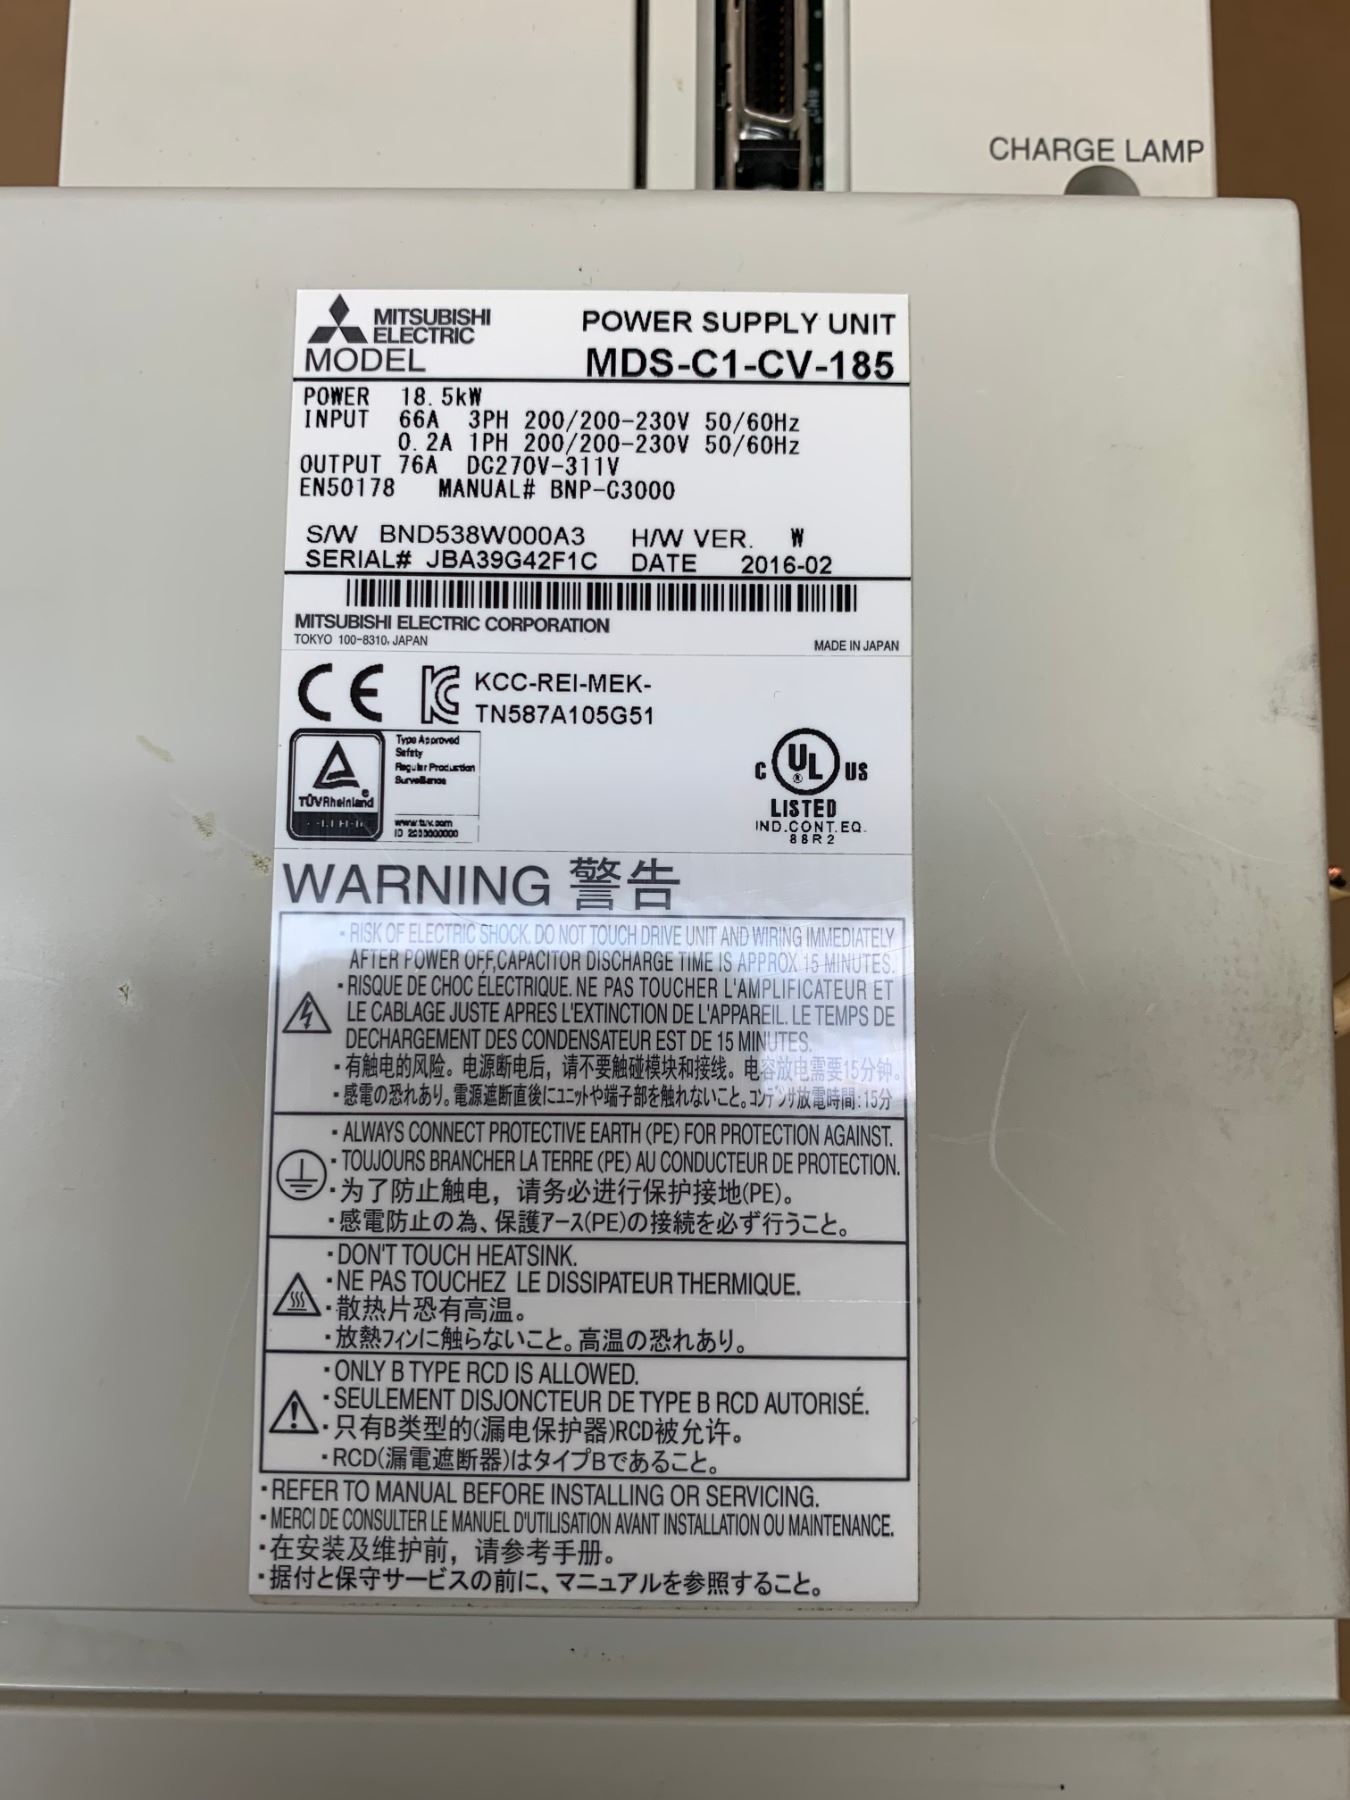 CHARGE LAMP
MITSUBISHI ELECTRIC
POWER SUPPLY UNIT
MODEL MDS-C1-CV-185
POWER 18.5kW
INPUT 66A 3PH 200/200-230V 50/60Hz
0.2A 1PH 200/200-230V 50/60Hz
OUTPUT 76A DC270V-311V
EN50178 MANUAL# BNP-C3000
S/W BND538W000A3 H/W VER. W
SERIAL# JBA39G42F1C DATE 2016-02
MITSUBISHI ELECTRIC CORPORATION
TOKYO 100-8310, JAPAN MADE IN JAPAN
CE KCC-REI-MEK-
TN587A105G51
Type Approved
Safety
Regular Production
Surveillance
TÜVRheinland
www.tuv.com
C UL US
LISTED
IND.CONT.EQ.
88R2
WARNING 警告
・RISK OF ELECTRIC SHOCK. DO NOT TOUCH DRIVE UNIT AND WIRING IMMEDIATELY
AFTER POWER OFF,CAPACITOR DISCHARGE TIME IS APPROX 15 MINUTES.
・RISQUE DE CHOC ÉLECTRIQUE. NE PAS TOUCHER L'AMPLIFICATEUR ET
LE CABLAGE JUSTE APRES L'EXTINCTION DE L'APPAREIL. LE TEMPS DE
DECHARGEMENT DES CONDENSATEUR EST DE 15 MINUTES.
・有触电的风险。电源断电后，请不要触碰模块和接线。电容放电需要15分钟。
・感電の恐れあり。電源遮断直後にユニットや端子部を触れないこと。コンデンサ放電時間:15分
・ALWAYS CONNECT PROTECTIVE EARTH (PE) FOR PROTECTION AGAINST.
・TOUJOURS BRANCHER LA TERRE (PE) AU CONDUCTEUR DE PROTECTION.
・为了防止触电，请务必进行保护接地(PE)。
・感電防止の為、保護アース(PE)の接続を必ず行うこと。
・DON'T TOUCH HEATSINK.
・NE PAS TOUCHEZ LE DISSIPATEUR THERMIQUE.
・散热片恐有高温。
・放熱フィンに触らないこと。高温の恐れあり。
・ONLY B TYPE RCD IS ALLOWED.
・SEULEMENT DISJONCTEUR DE TYPE B RCD AUTORISÉ.
・只有B类型的(漏电保护器)RCD被允许。
・RCD(漏電遮断器)はタイプBであること。
・REFER TO MANUAL BEFORE INSTALLING OR SERVICING.
・MERCI DE CONSULTER LE MANUEL D'UTILISATION AVANT INSTALLATION OU MAINTENANCE.
・在安装及维护前，请参考手册。
・据付と保守サービスの前に、マニュアルを参照すること。